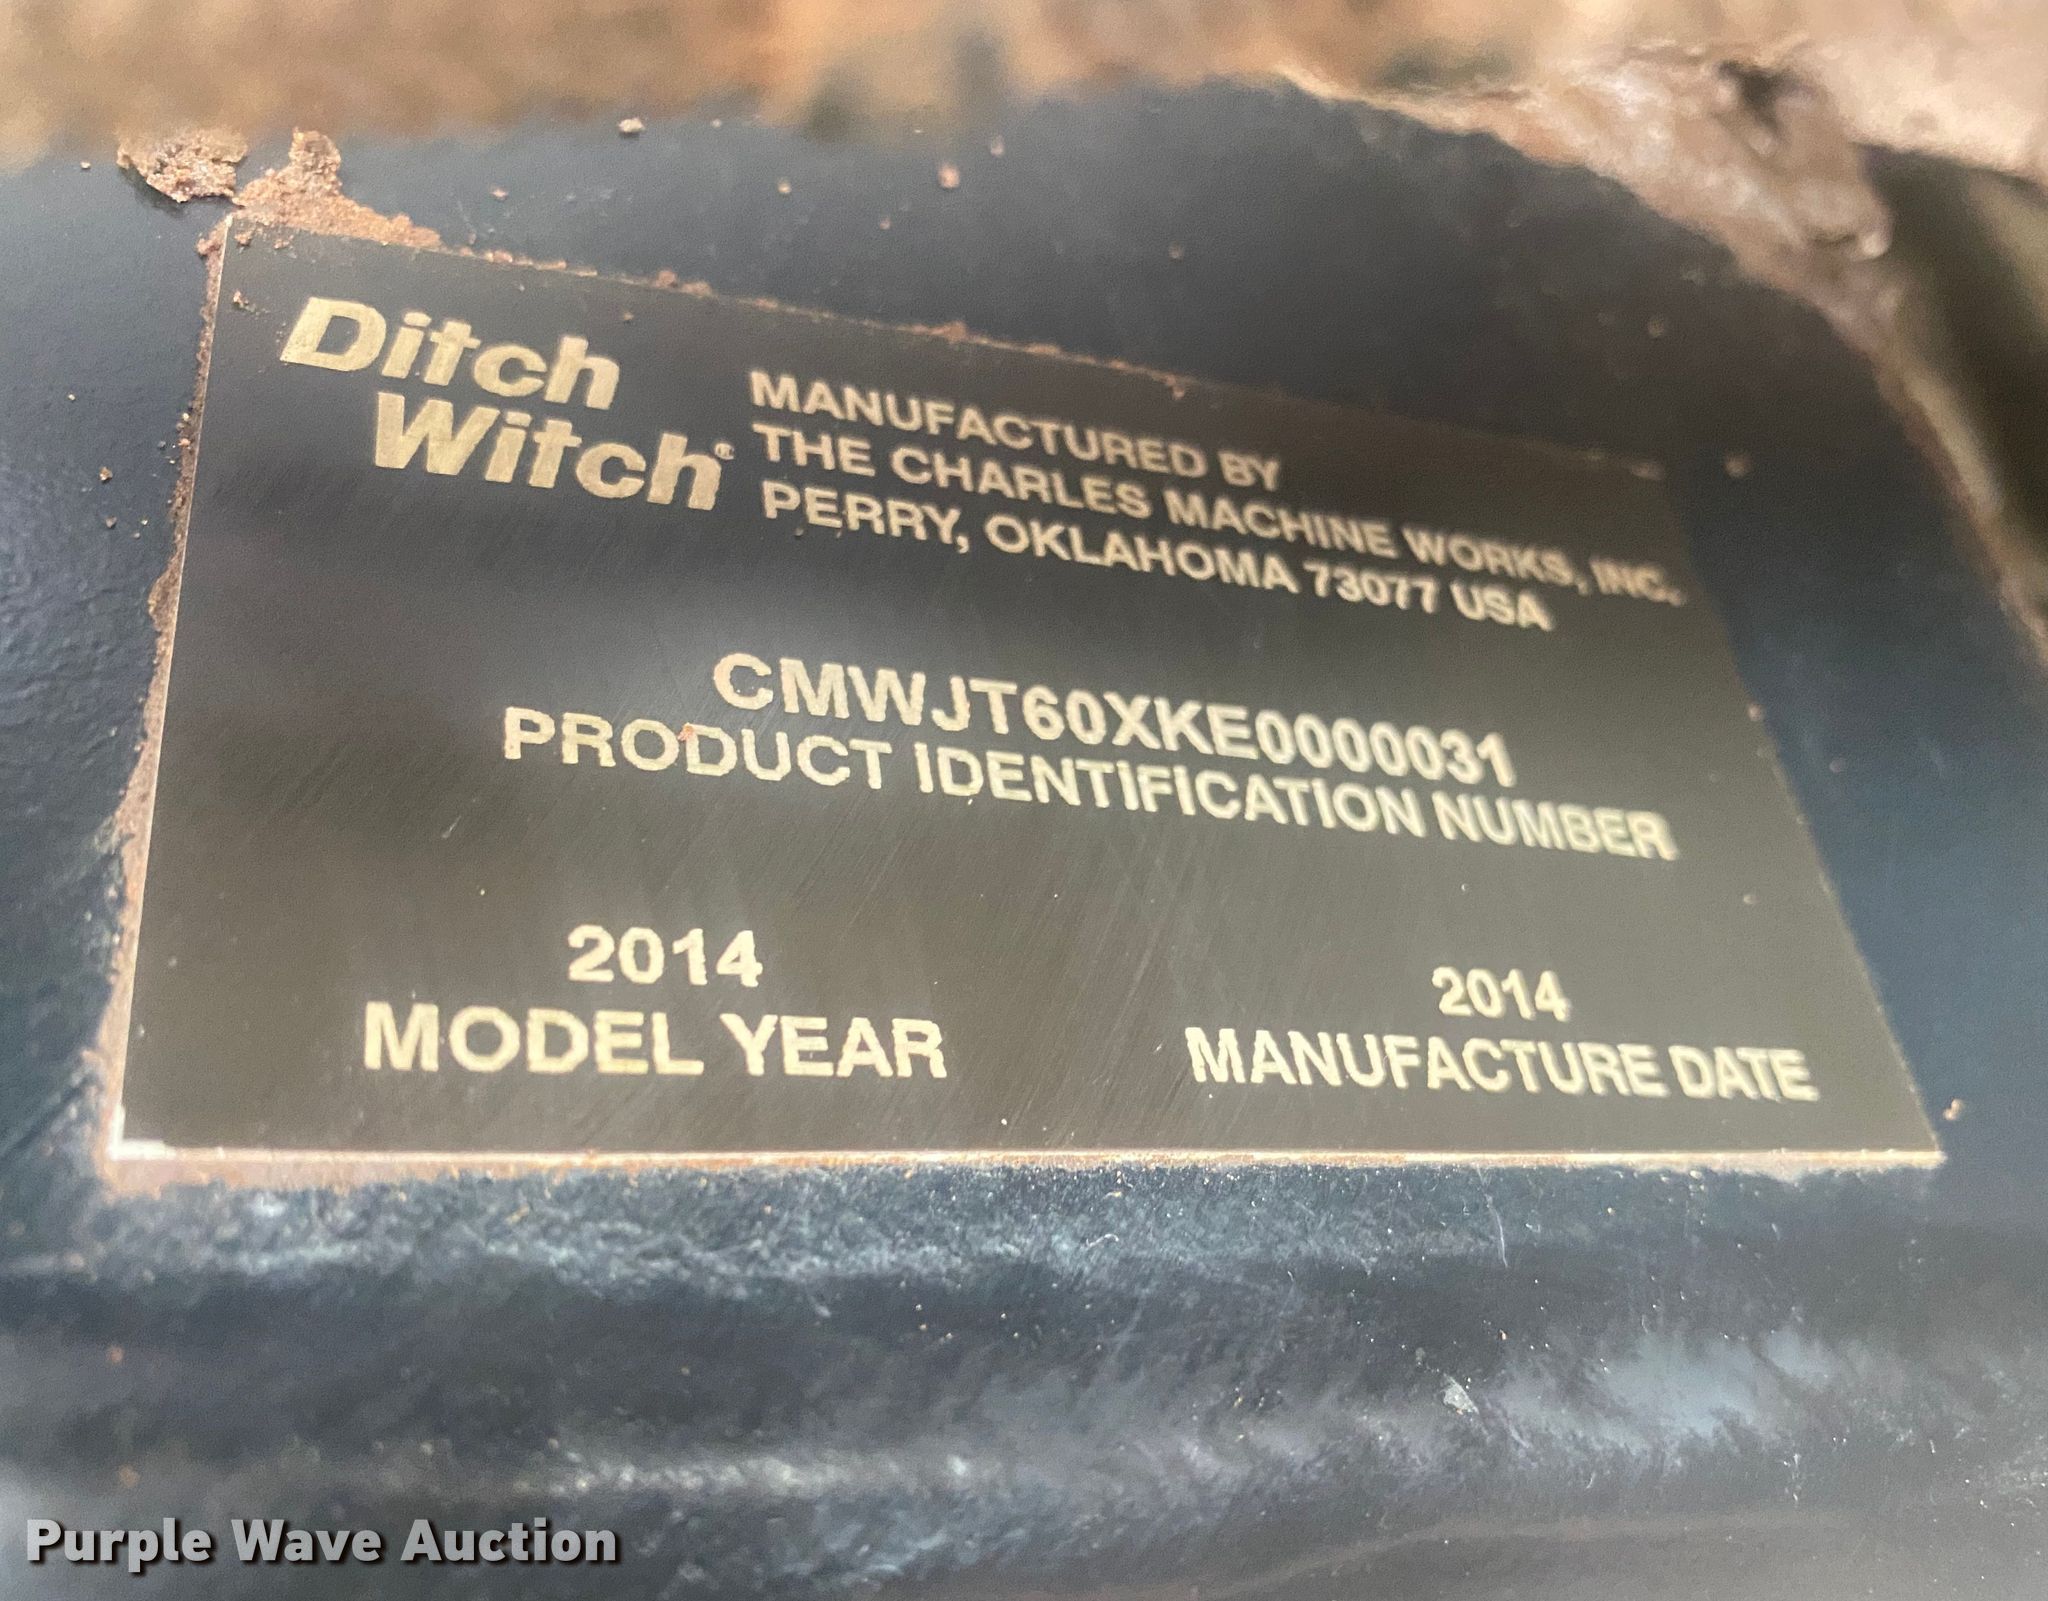 Ditch
Witch®
MANUFACTURED BY
THE CHARLES MACHINE WORKS, INC.
PERRY, OKLAHOMA 73077 USA
CMWJT60XKE0000031
PRODUCT IDENTIFICATION NUMBER
2014
MODEL YEAR
2014
MANUFACTURE DATE
Purple Wave Auction